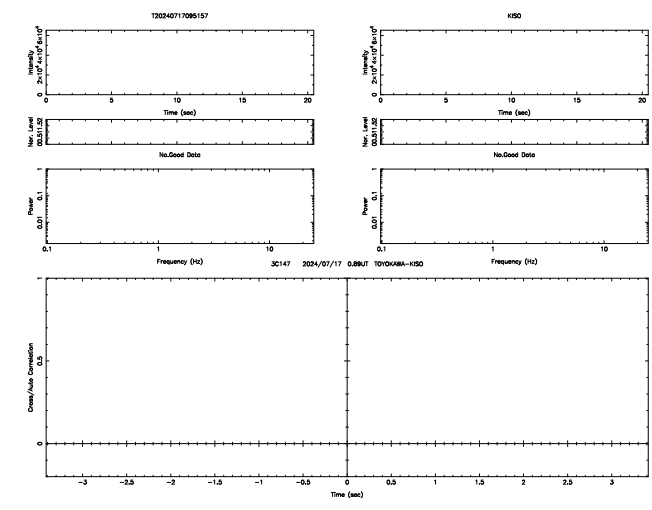 T20240717095157
KISO
Intensity
0 2×10⁴ 4×10⁴ 6×10⁴
0 5 10 15 20
Time (sec)
Intensity
0 2×10⁴ 4×10⁴ 6×10⁴
0 5 10 15 20
Time (sec)
Nor. Level
00.511.52
Nor. Level
00.511.52
No.Good Data
No.Good Data
Power
0.01 0.1 1
0.1 1 10
Frequency (Hz)
Power
0.01 0.1 1
0.1 1 10
Frequency (Hz)
3C147 2024/07/17 0.89UT TOYOKAWA-KISO
Cross/Auto Correlation
0 0.5 1
-3 -2.5 -2 -1.5 -1 -0.5 0 0.5 1 1.5 2 2.5 3
Time (sec)